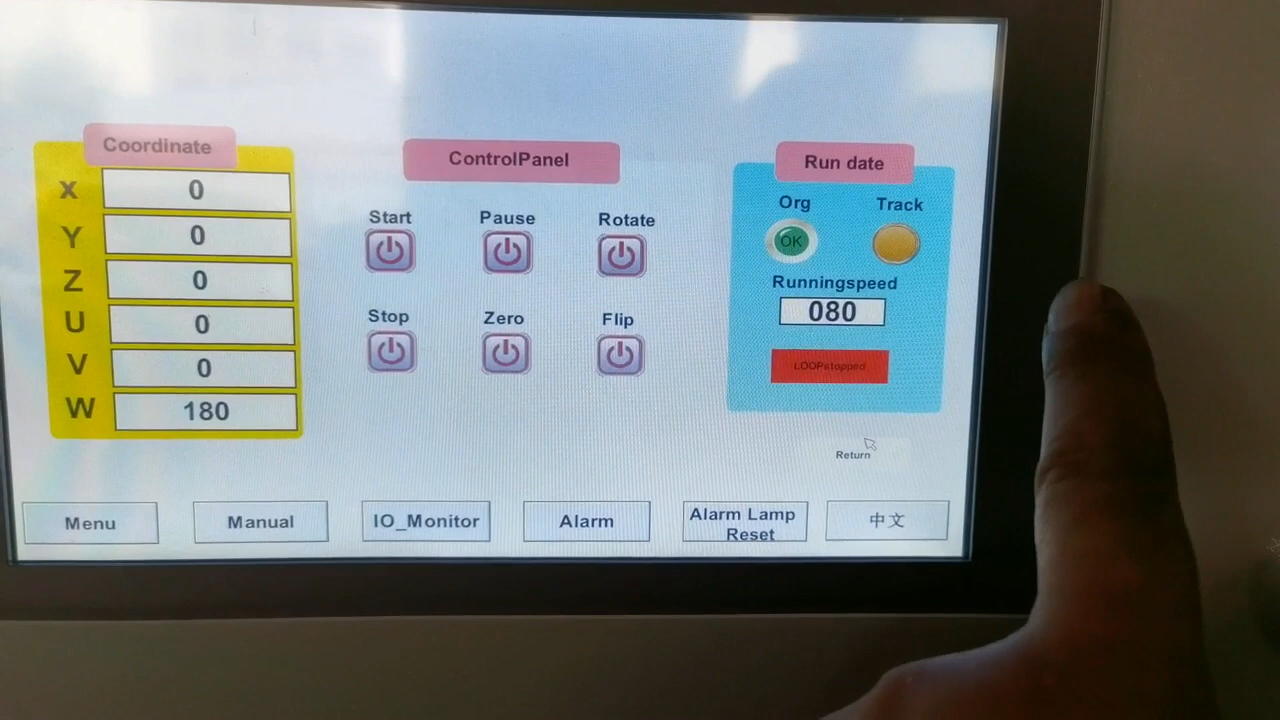 Coordinate
X 0
Y 0
Z 0
U 0
V 0
W 180
ControlPanel
Start Pause Rotate
Stop Zero Flip
Run date
Org Track
OK
Runningspeed
080
LOOPstopped
Return
Menu Manual IO_Monitor Alarm Alarm Lamp
Reset
中文